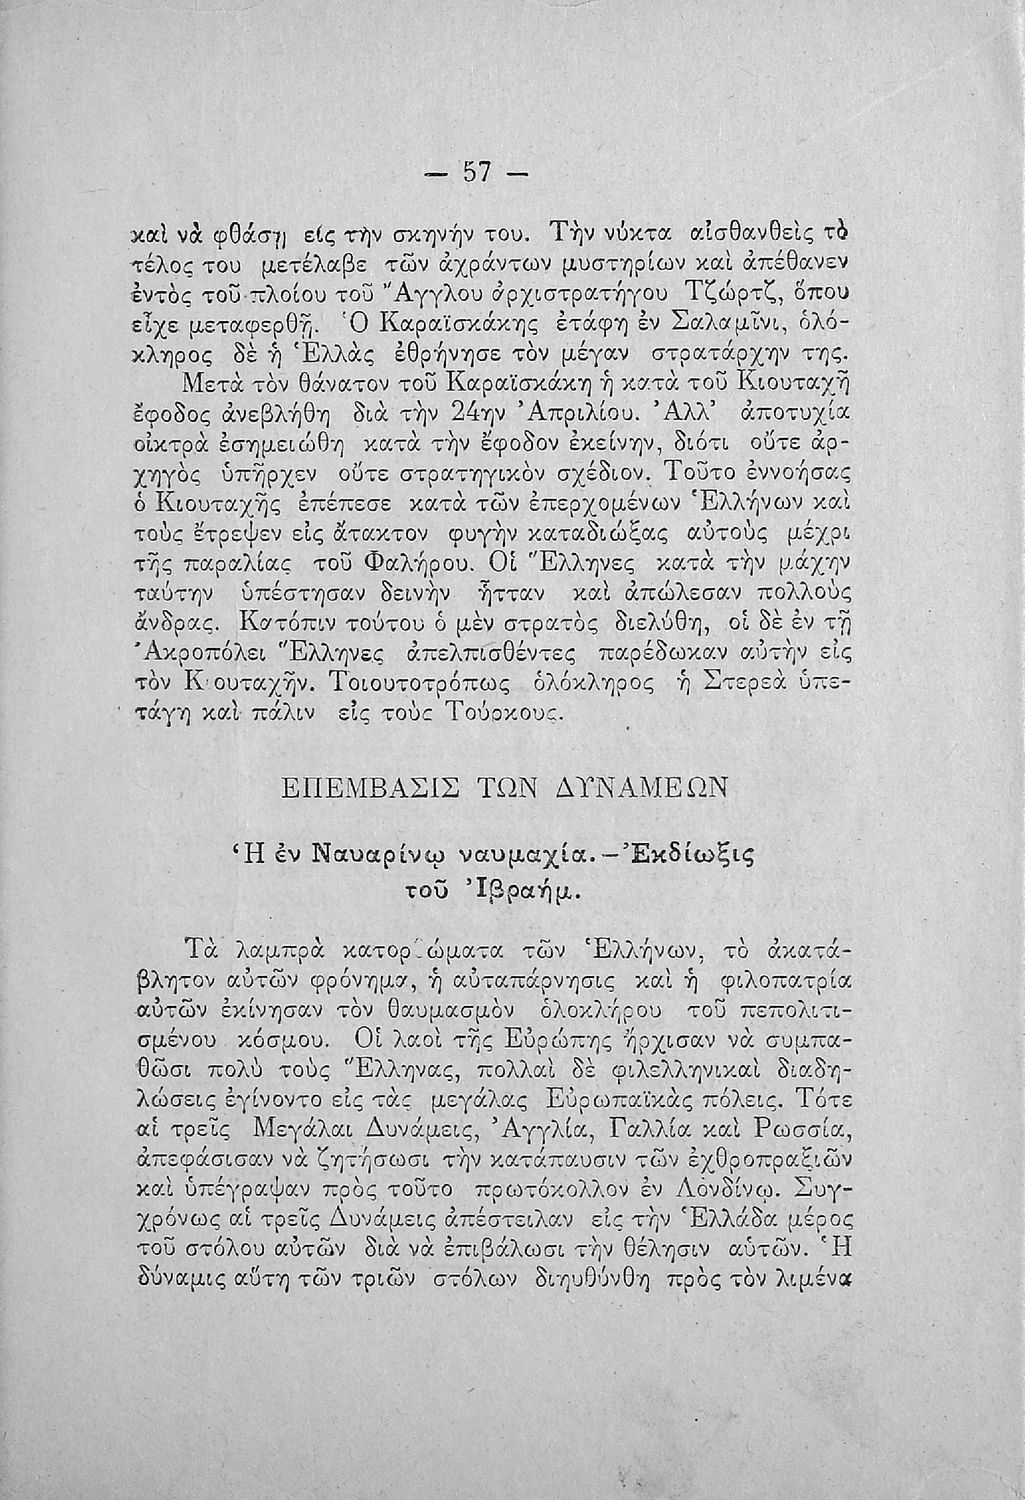 — 57 —
καὶ νὰ φθάσῃ εἰς τὴν σκηνήν του. Τὴν νύκτα αἰσθανθεὶς τὸ
τέλος του μετέλαβε τῶν ἀχράντων μυστηρίων καὶ ἀπέθανεν
ἐντὸς τοῦ πλοίου τοῦ Ἄγγλου ἀρχιστρατήγου Τζώρτζ, ὅπου
εἶχε μεταφερθῇ. Ὁ Καραϊσκάκης ἐτάφη ἐν Σαλαμῖνι, ὁλό-
κληρος δὲ ἡ Ἑλλὰς ἐθρήνησε τὸν μέγαν στρατάρχην της.
Μετὰ τὸν θάνατον τοῦ Καραϊσκάκη ἡ κατὰ τοῦ Κιουταχῆ
ἔφοδος ἀνεβλήθη διὰ τὴν 24ην Ἀπριλίου. Ἀλλ’ ἀποτυχία
οἰκτρὰ ἐσημειώθη κατὰ τὴν ἔφοδον ἐκείνην, διότι οὔτε ἀρ-
χηγὸς ὑπῆρχεν οὔτε στρατηγικὸν σχέδιον. Τοῦτο ἐννοήσας
ὁ Κιουταχῆς ἐπέπεσε κατὰ τῶν ἐπερχομένων Ἑλλήνων καὶ
τοὺς ἔτρεψεν εἰς ἄτακτον φυγὴν καταδιώξας αὐτοὺς μέχρι
τῆς παραλίας τοῦ Φαλήρου. Οἱ Ἕλληνες κατὰ τὴν μάχην
ταύτην ὑπέστησαν δεινὴν ἧτταν καὶ ἀπώλεσαν πολλοὺς
ἄνδρας. Κατόπιν τούτου ὁ μὲν στρατὸς διελύθη, οἱ δὲ ἐν τῇ
Ἀκροπόλει Ἕλληνες ἀπελπισθέντες παρέδωκαν αὐτὴν εἰς
τὸν Κιουταχῆν. Τοιουτοτρόπως ὁλόκληρος ἡ Στερεὰ ὑπε-
τάγη καὶ πάλιν εἰς τοὺς Τούρκους.
ΕΠΕΜΒΑΣΙΣ ΤΩΝ ΔΥΝΑΜΕΩΝ
Ἡ ἐν Ναυαρίνῳ ναυμαχία.—Ἐκδίωξις
τοῦ Ἰβραήμ.
Τὰ λαμπρὰ κατορθώματα τῶν Ἑλλήνων, τὸ ἀκατά-
βλητον αὐτῶν φρόνημα, ἡ αὐταπάρνησις καὶ ἡ φιλοπατρία
αὐτῶν ἐκίνησαν τὸν θαυμασμὸν ὁλοκλήρου τοῦ πεπολιτι-
σμένου κόσμου. Οἱ λαοὶ τῆς Εὐρώπης ἤρχισαν νὰ συμπα-
θῶσι πολὺ τοὺς Ἕλληνας, πολλαὶ δὲ φιλελληνικαὶ διαδη-
λώσεις ἐγίνοντο εἰς τὰς μεγάλας Εὐρωπαϊκὰς πόλεις. Τότε
αἱ τρεῖς Μεγάλαι Δυνάμεις, Ἀγγλία, Γαλλία καὶ Ρωσσία,
ἀπεφάσισαν νὰ ζητήσωσι τὴν κατάπαυσιν τῶν ἐχθροπραξιῶν
καὶ ὑπέγραψαν πρὸς τοῦτο πρωτόκολλον ἐν Λονδίνῳ. Συγ-
χρόνως αἱ τρεῖς Δυνάμεις ἀπέστειλαν εἰς τὴν Ἑλλάδα μέρος
τοῦ στόλου αὐτῶν διὰ νὰ ἐπιβάλωσι τὴν θέλησιν αὐτῶν. Ἡ
δύναμις αὕτη τῶν τριῶν στόλων διηυθύνθη πρὸς τὸν λιμένα